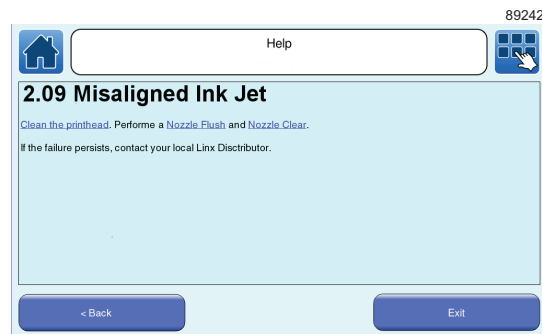 89242
Help
2.09 Misaligned Ink Jet
Clean the printhead. Performe a Nozzle Flush and Nozzle Clear.
If the failure persists, contact your local Linx Disctributor.
< Back
Exit